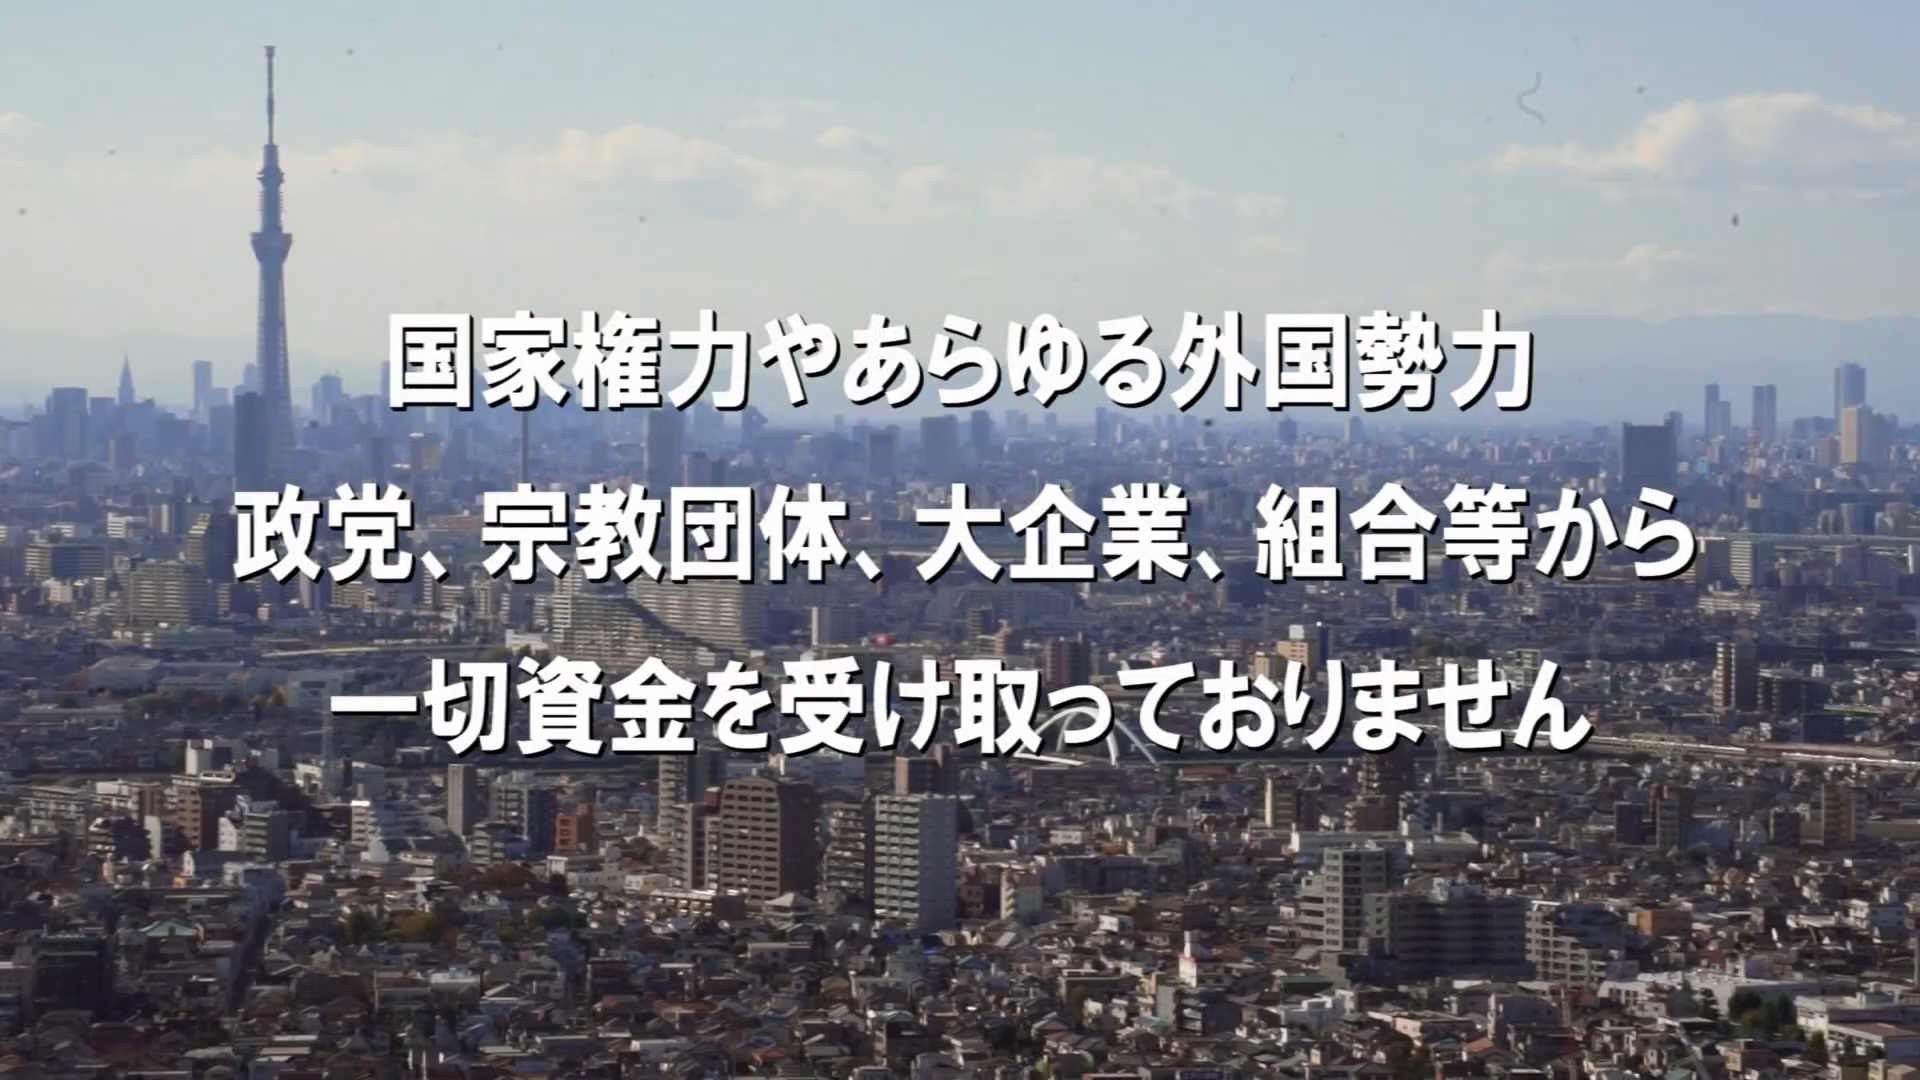 国家権力やあらゆる外国勢力
政党、宗教団体、大企業、組合等から
一切資金を受け取っておりません